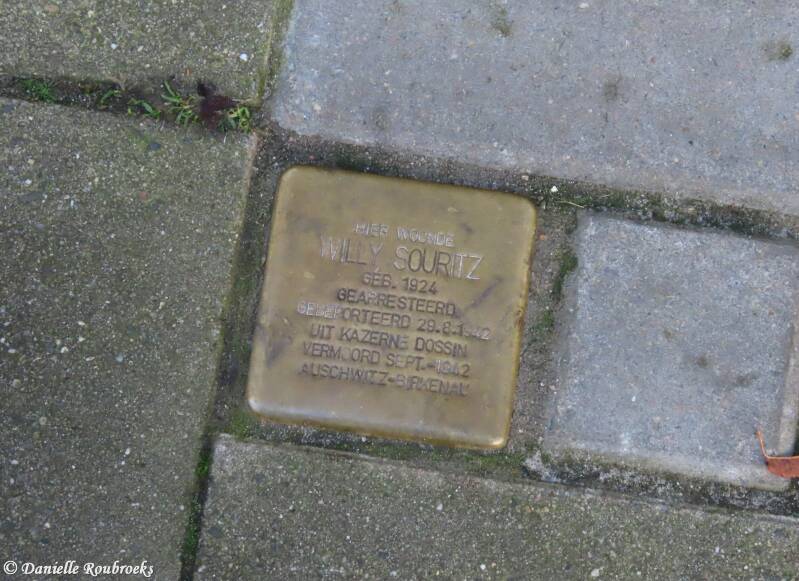 HIER WOONDE
WILLY SOURITZ
GEB. 1924
GEARRESTEERD
GEDEPORTEERD 29.8.1942
UIT KAZERNE DOSSIN
VERMOORD SEPT. 1942
AUSCHWITZ-BIRKENAU
© Danielle Roubroeks